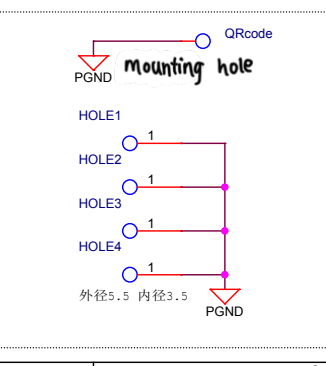 QRcode
PGND
mounting hole
HOLE1
1
HOLE2
1
HOLE3
1
HOLE4
1
外径5.5 内径3.5
PGND